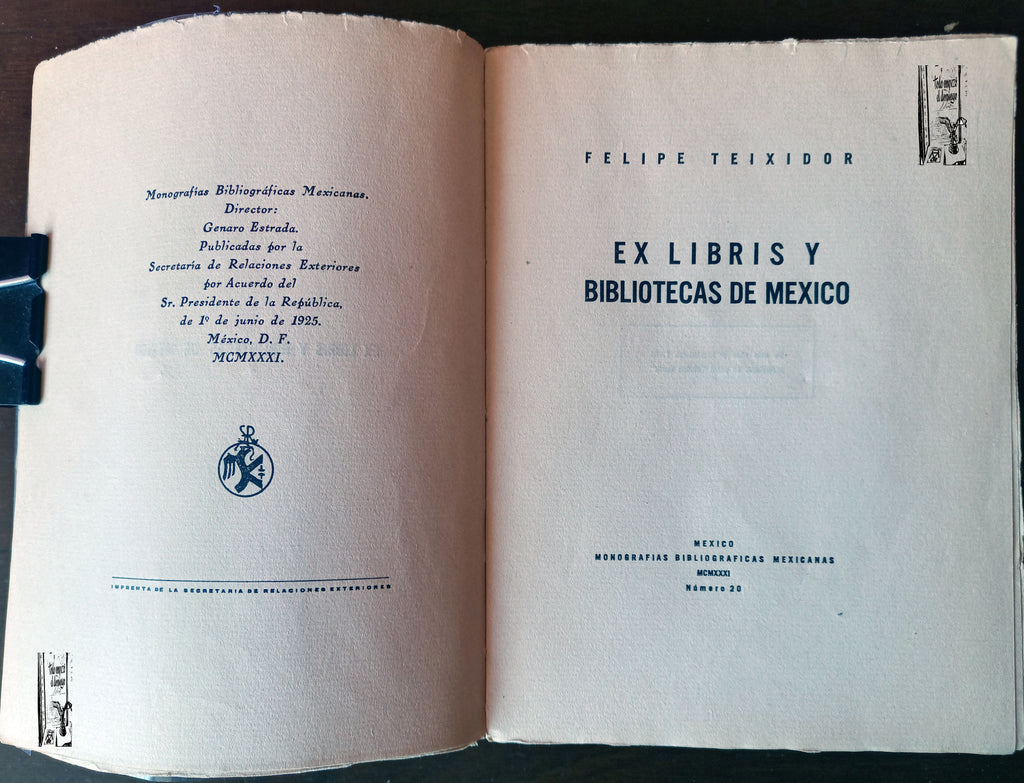 Monografías Bibliográficas Mexicanas.
Director:
Genaro Estrada.
Publicadas por la
Secretaría de Relaciones Exteriores
por Acuerdo del
Sr. Presidente de la República,
de 1º de junio de 1925.
México, D. F.
MCMXXXI.
IMPRENTA DE LA SECRETARIA DE RELACIONES EXTERIORES
FELIPE TEIXIDOR
EX LIBRIS Y
BIBLIOTECAS DE MEXICO
MEXICO
MONOGRAFIAS BIBLIOGRAFICAS MEXICANAS
MCMXXXI
Número 20